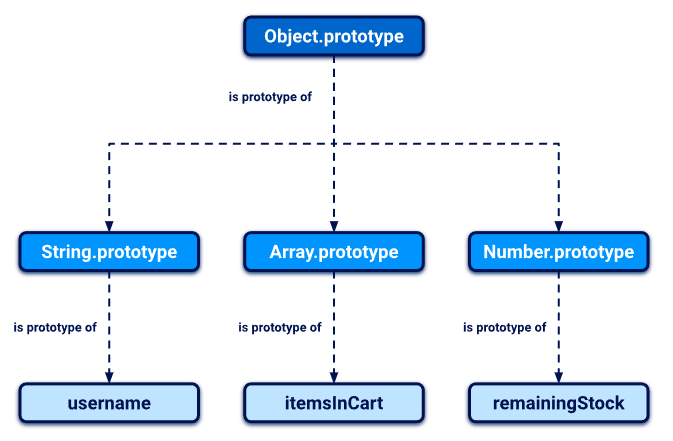 Object.prototype
is prototype of
String.prototype
Array.prototype
Number.prototype
is prototype of
is prototype of
is prototype of
username
itemsInCart
remainingStock